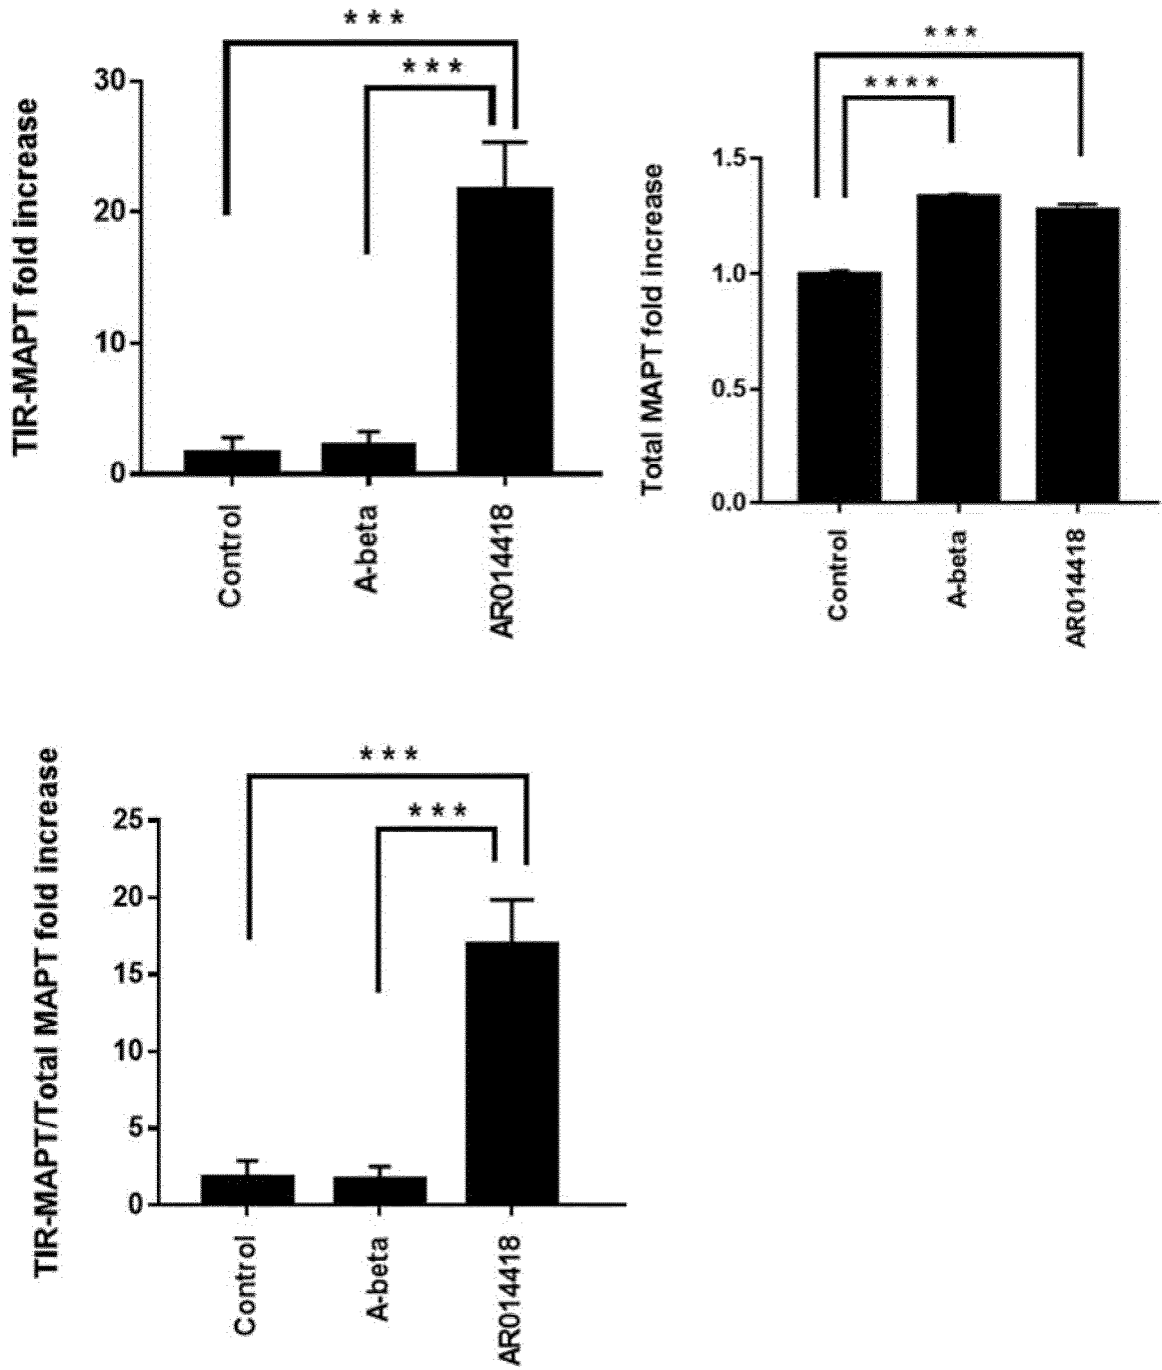 ***
***
TIR-MAPT fold increase
30
20
10
0
Control
A-beta
AR014418
***
****
Total MAPT fold increase
1.5
1.0
0.5
0.0
Control
A-beta
AR014418
***
***
TIR-MAPT/Total MAPT fold increase
25
20
15
10
5
0
Control
A-beta
AR014418